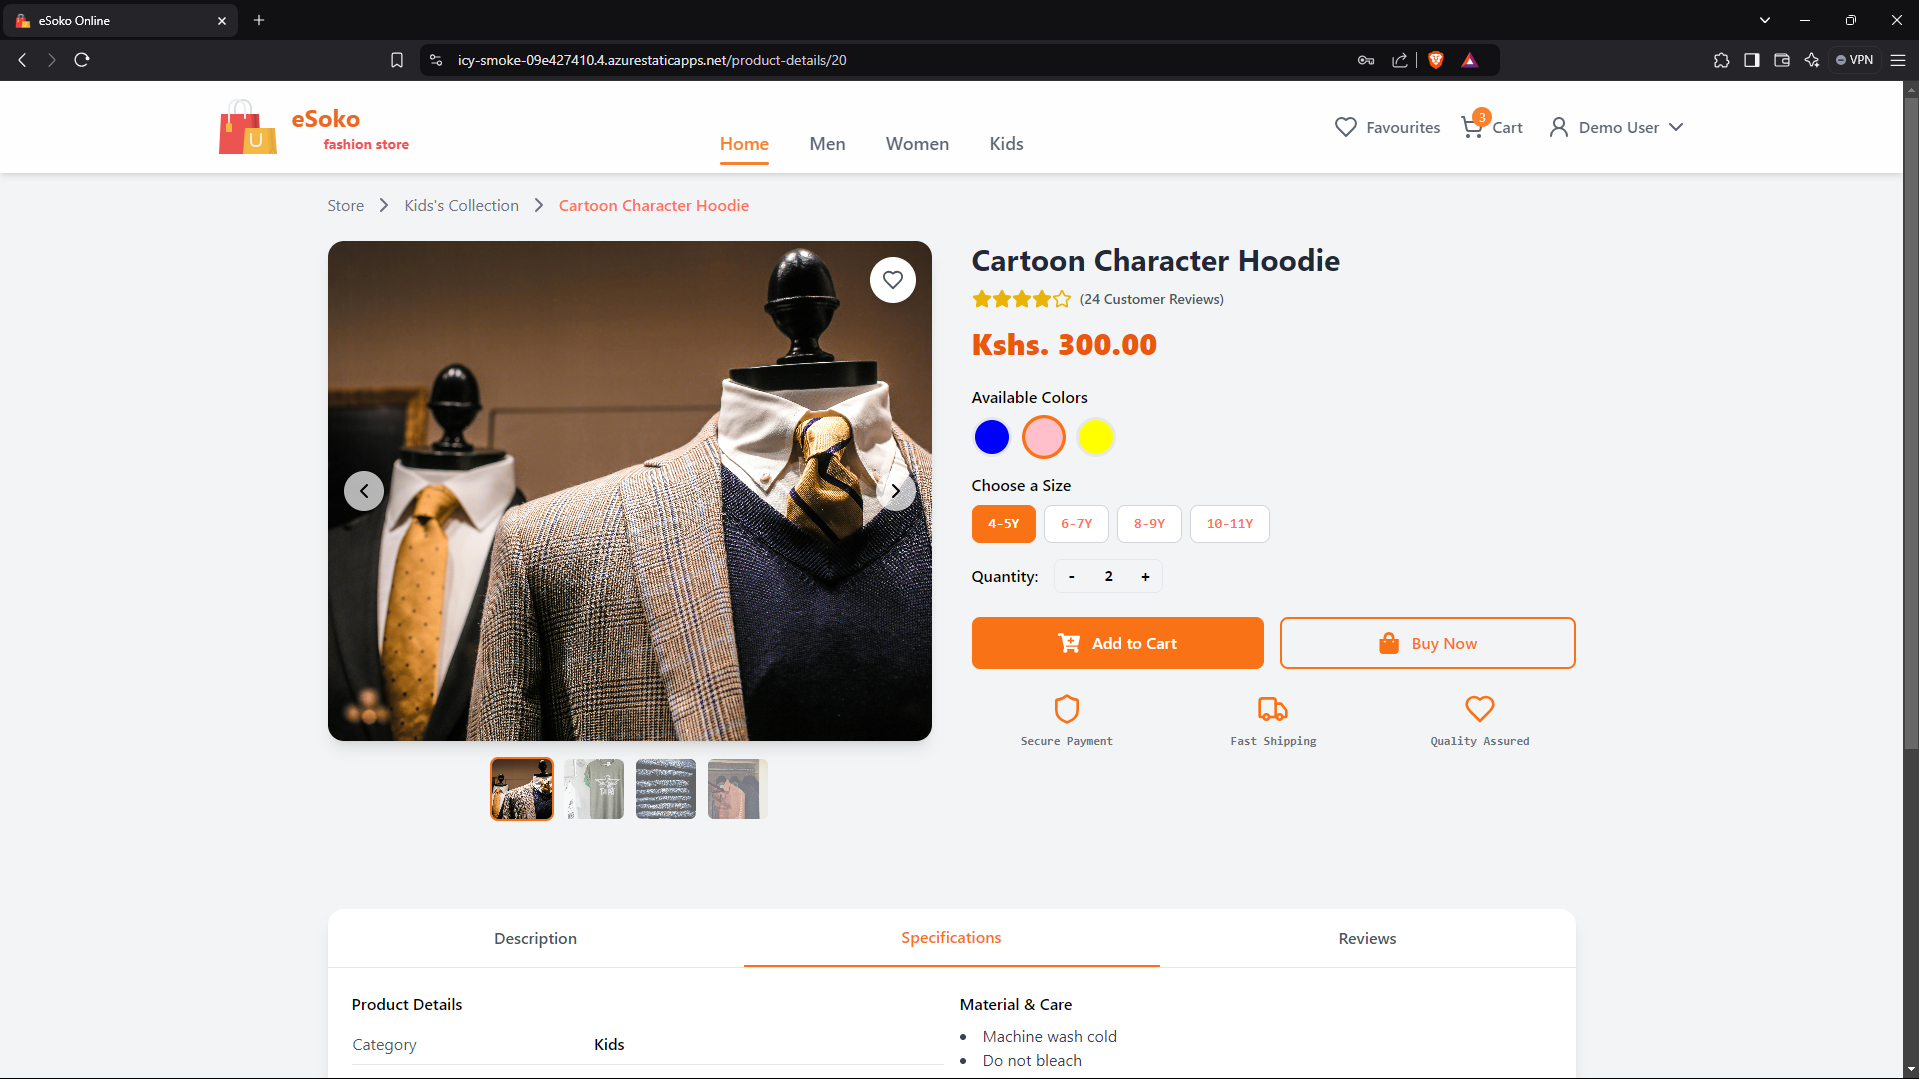 eSoko Online
icy-smoke-09e427410.4.azurestaticapps.net/product-details/20
VPN
eSoko
fashion store
U
Home
Men
Women
Kids
Favourites
3
Cart
Demo User
Store
Kids's Collection
Cartoon Character Hoodie
Cartoon Character Hoodie
(24 Customer Reviews)
Kshs. 300.00
Available Colors
Choose a Size
4-5Y
6-7Y
8-9Y
10-11Y
Quantity:
-
2
+
Add to Cart
Buy Now
Secure Payment
Fast Shipping
Quality Assured
Description
Specifications
Reviews
Product Details
Category
Kids
Material & Care
• Machine wash cold
• Do not bleach